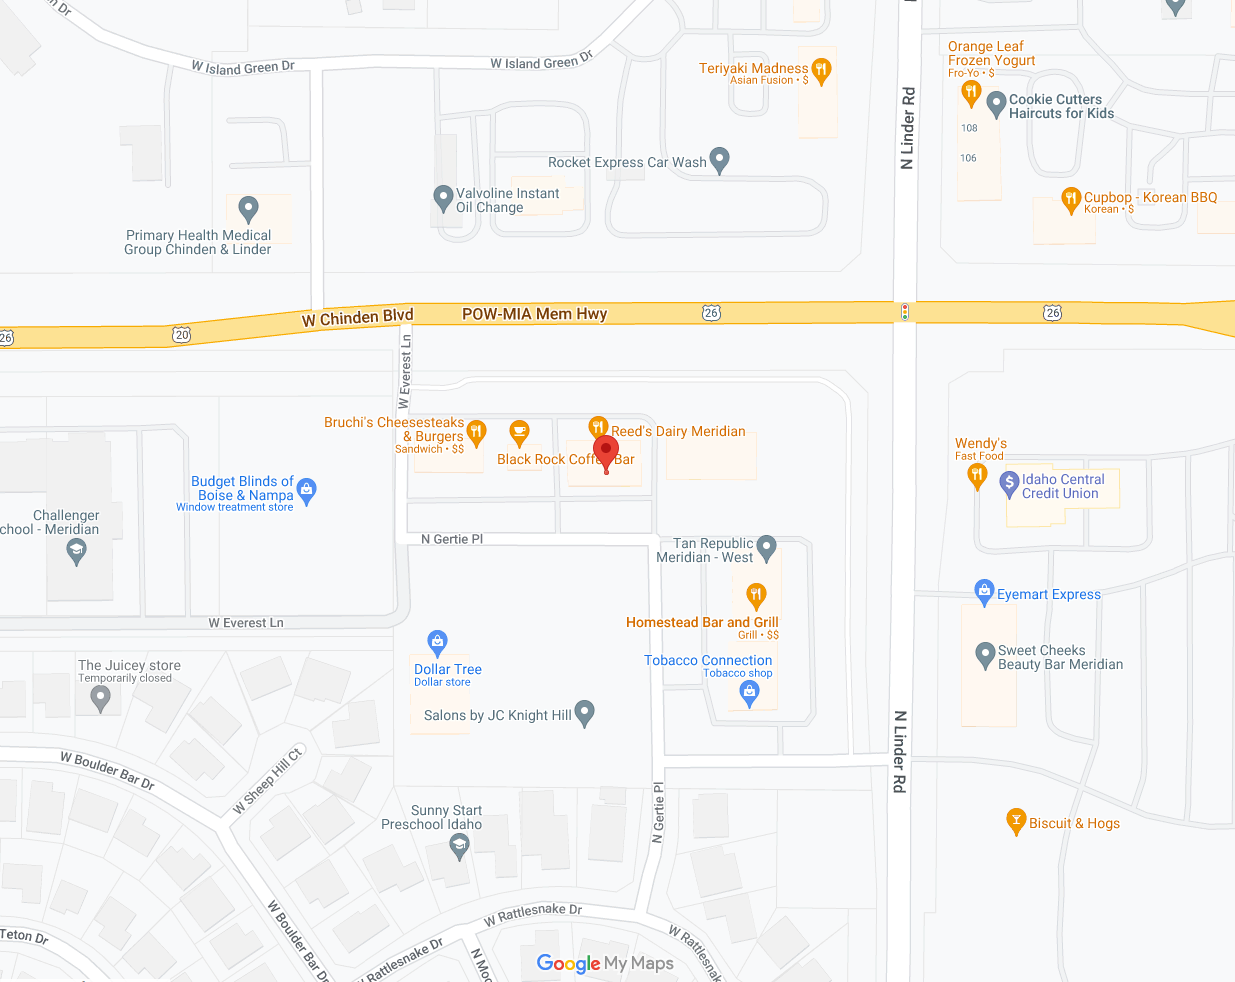 n Dr
W Island Green Dr
W Island Green Dr
Teriyaki Madness
Asian Fusion • $
N Linder Rd
Orange Leaf
Frozen Yogurt
Fro-Yo • $
Cookie Cutters
Haircuts for Kids
108
106
Rocket Express Car Wash
Valvoline Instant
Oil Change
Cupbop - Korean BBQ
Korean • $
Primary Health Medical
Group Chinden & Linder
W Chinden Blvd
POW-MIA Mem Hwy
26
26
26
20
W Everest Ln
Bruchi's Cheesesteaks
& Burgers
Sandwich • $$
Reed's Dairy Meridian
Black Rock Coffee Bar
Wendy's
Fast Food
Idaho Central
Credit Union
$
Budget Blinds of
Boise & Nampa
Window treatment store
Challenger
chool - Meridian
N Gertie Pl
Tan Republic
Meridian - West
Eyemart Express
Homestead Bar and Grill
Grill • $$
W Everest Ln
Tobacco Connection
Tobacco shop
Sweet Cheeks
Beauty Bar Meridian
The Juicey store
Temporarily closed
Dollar Tree
Dollar store
Salons by JC Knight Hill
N Linder Rd
W Boulder Bar Dr
W Sheep Hill Ct
Sunny Start
Preschool Idaho
N Gertie Pl
Biscuit & Hogs
W Rattlesnake Dr
W Boulder Bar Dr
Teton Dr
W Rattlesnake Dr
N Moo
W Rattlesnak
Google My Maps